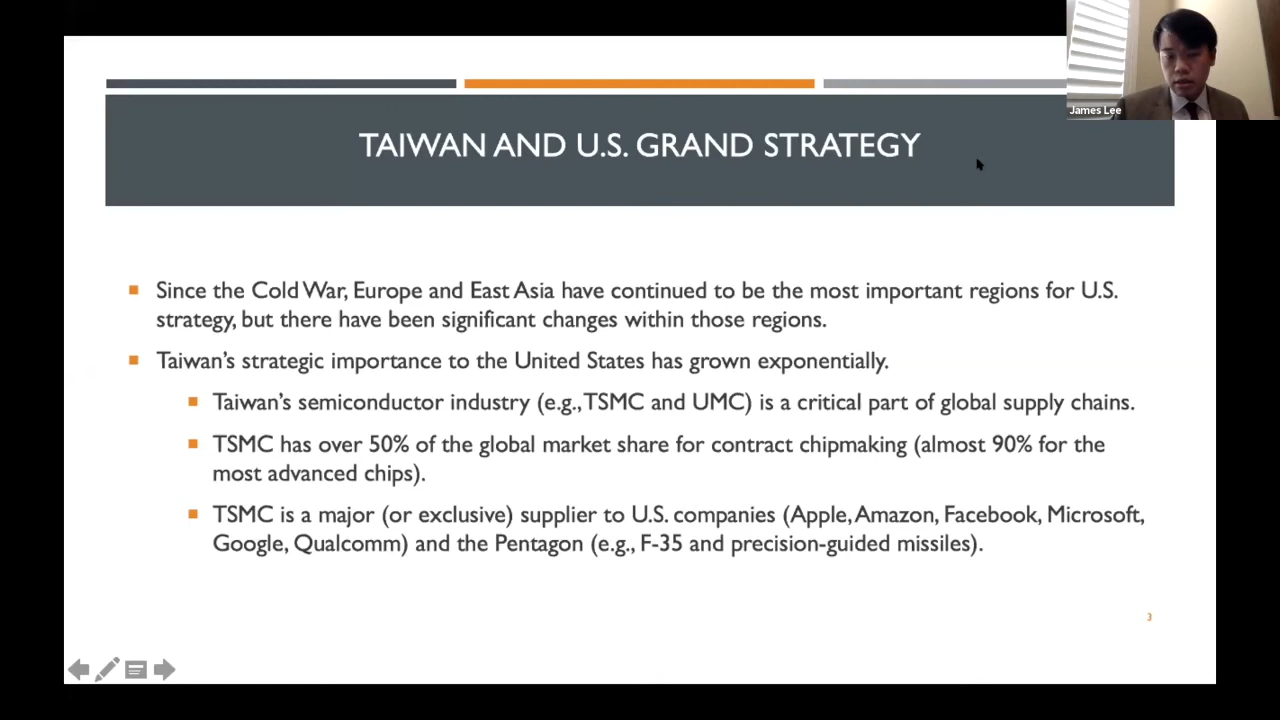 James Lee
TAIWAN AND U.S. GRAND STRATEGY
Since the Cold War, Europe and East Asia have continued to be the most important regions for U.S.
strategy, but there have been significant changes within those regions.
Taiwan's strategic importance to the United States has grown exponentially.
Taiwan's semiconductor industry (e.g., TSMC and UMC) is a critical part of global supply chains.
TSMC has over 50% of the global market share for contract chipmaking (almost 90% for the
most advanced chips).
TSMC is a major (or exclusive) supplier to U.S. companies (Apple, Amazon, Facebook, Microsoft,
Google, Qualcomm) and the Pentagon (e.g., F-35 and precision-guided missiles).
3